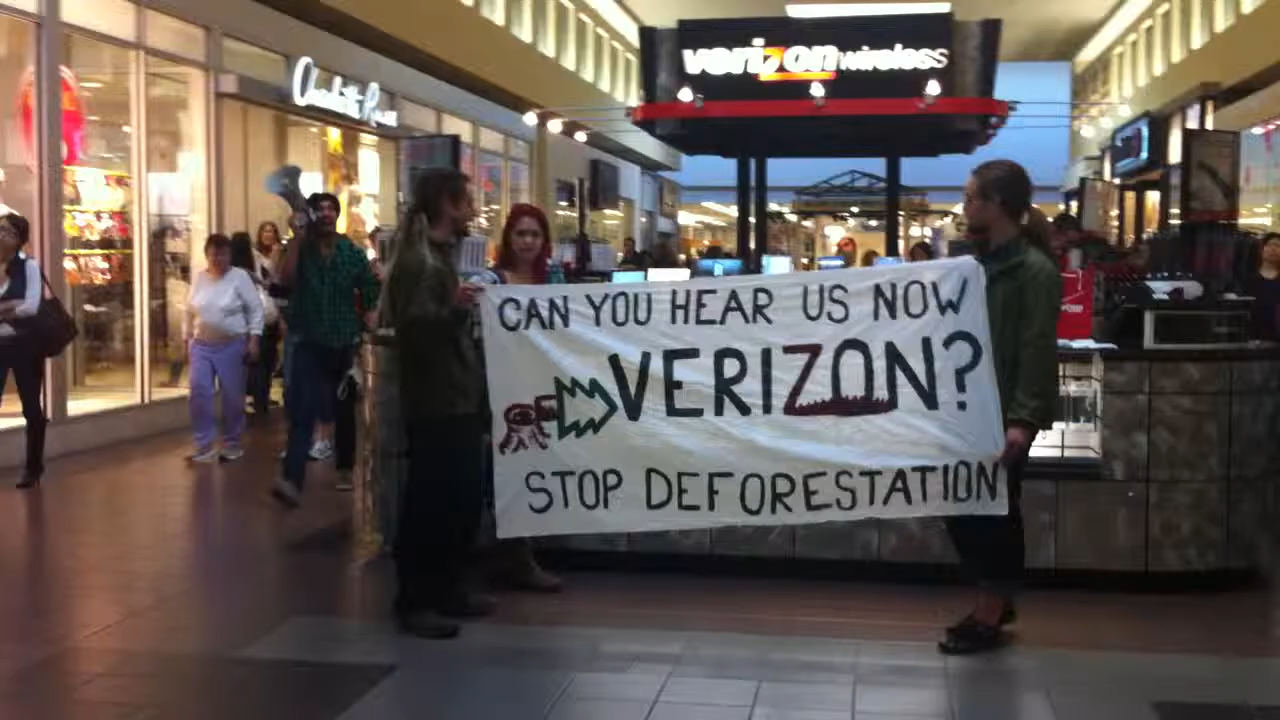 verizon wireless
Charlotte Russe
CAN YOU HEAR US NOW
VERIZON?
STOP DEFORESTATION